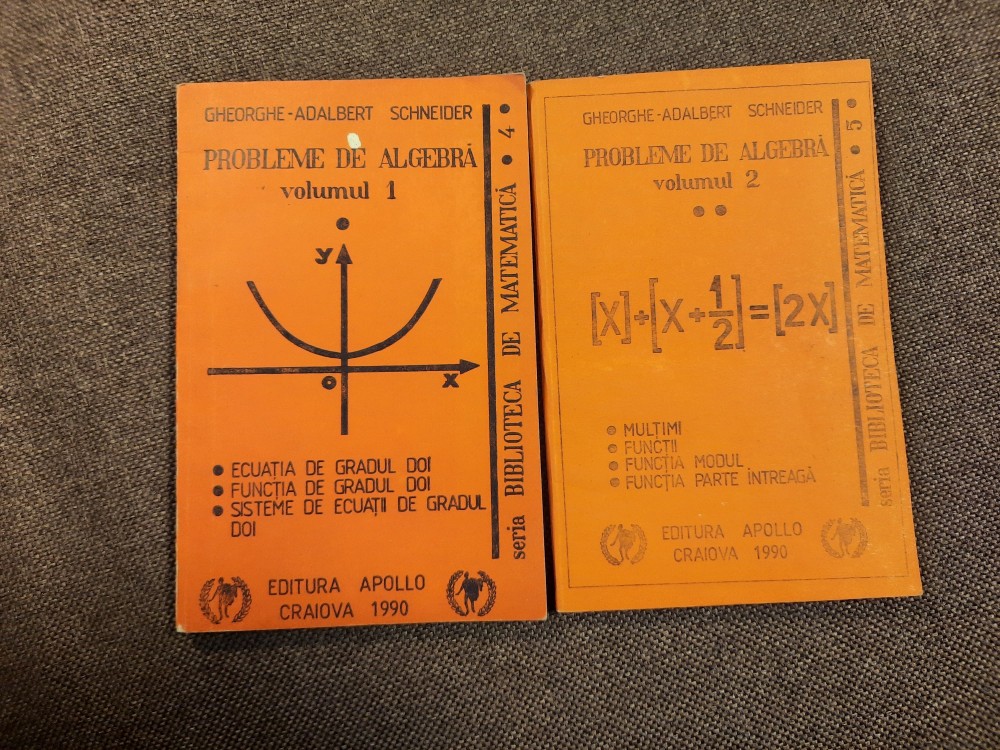 GHEORGHE-ADALBERT SCHNEIDER
PROBLEME DE ALGEBRĂ
volumul 1
y
O
x
• ECUAȚIA DE GRADUL DOI
• FUNCȚIA DE GRADUL DOI
• SISTEME DE ECUAȚII DE GRADUL
DOI
EDITURA APOLLO
CRAIOVA 1990
seria BIBLIOTECA DE MATEMATICĂ • 4 •
GHEORGHE-ADALBERT SCHNEIDER
PROBLEME DE ALGEBRĂ
volumul 2
[X]+[X+1/2]=[2X]
• MULȚIMI
• FUNCȚII
• FUNCȚIA MODUL
• FUNCȚIA PARTE ÎNTREAGĂ
EDITURA APOLLO
CRAIOVA 1990
seria BIBLIOTECA DE MATEMATICĂ • 5 •